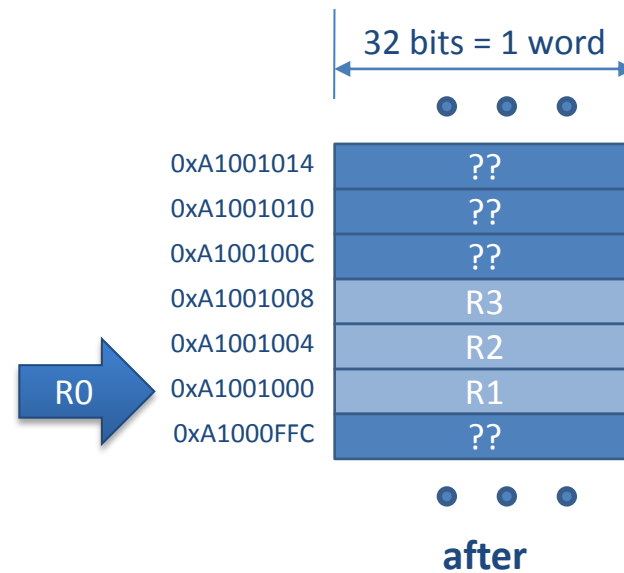 32 bits = 1 word
0xA1001014 ??
0xA1001010 ??
0xA100100C ??
0xA1001008 R3
0xA1001004 R2
R0 0xA1001000 R1
0xA1000FFC ??
after